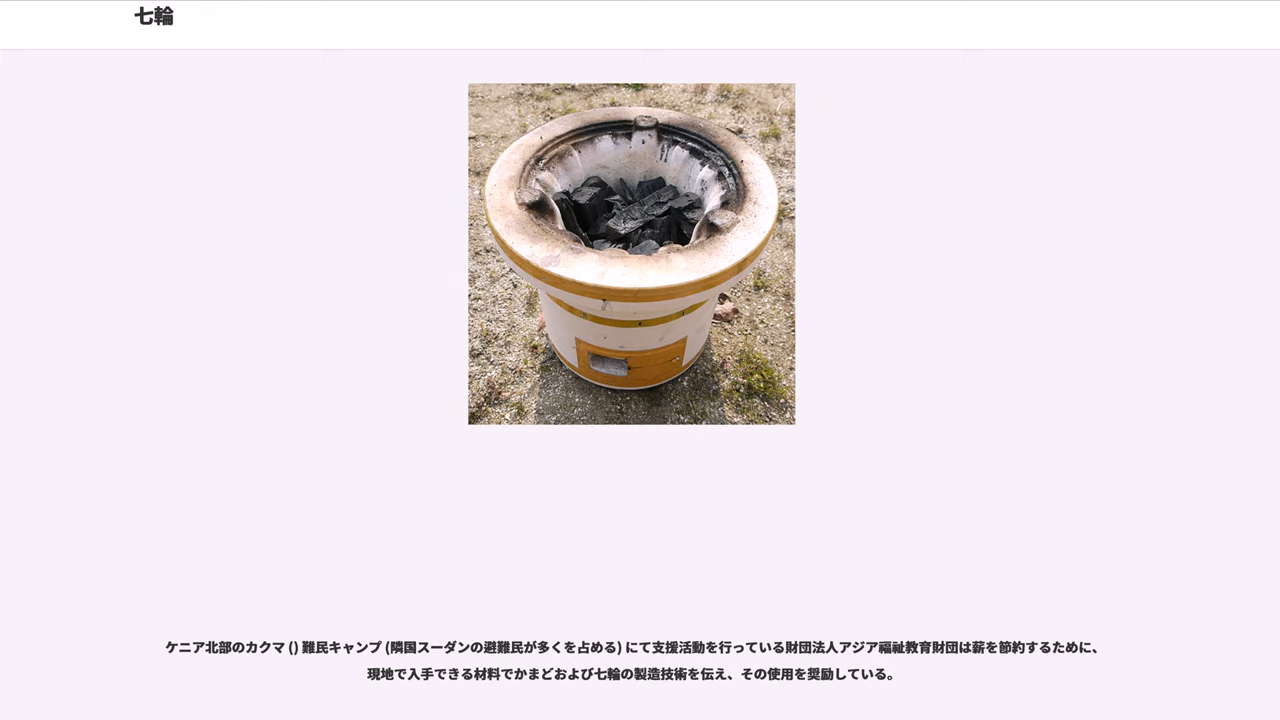 七輪
ケニア北部のカクマ () 難民キャンプ (隣国スーダンの避難民が多くを占める) にて支援活動を行っている財団法人アジア福祉教育財団は薪を節約するために、
現地で入手できる材料でかまどおよび七輪の製造技術を伝え、その使用を奨励している。